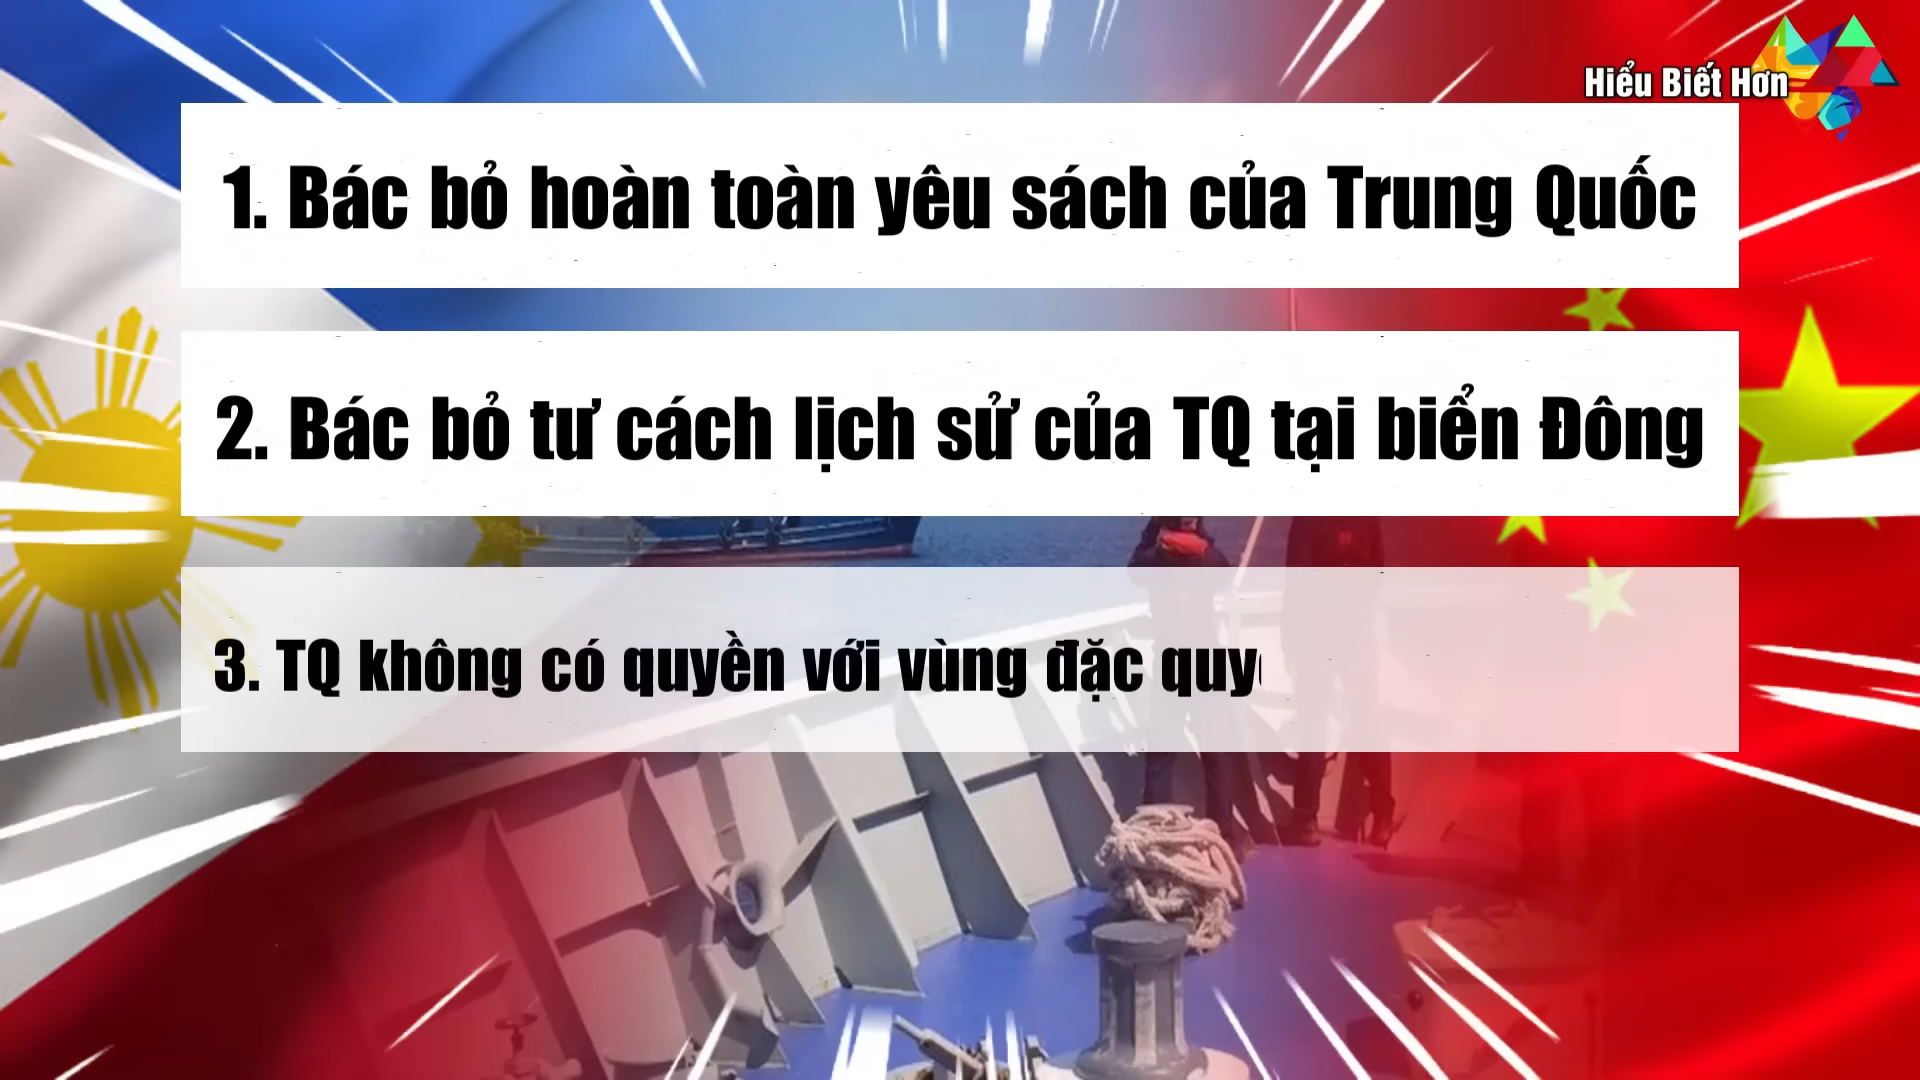 Hiểu Biết Hơn
1. Bác bỏ hoàn toàn yêu sách của Trung Quốc
2. Bác bỏ tư cách lịch sử của TQ tại biển Đông
3. TQ không có quyền với vùng đặc quy